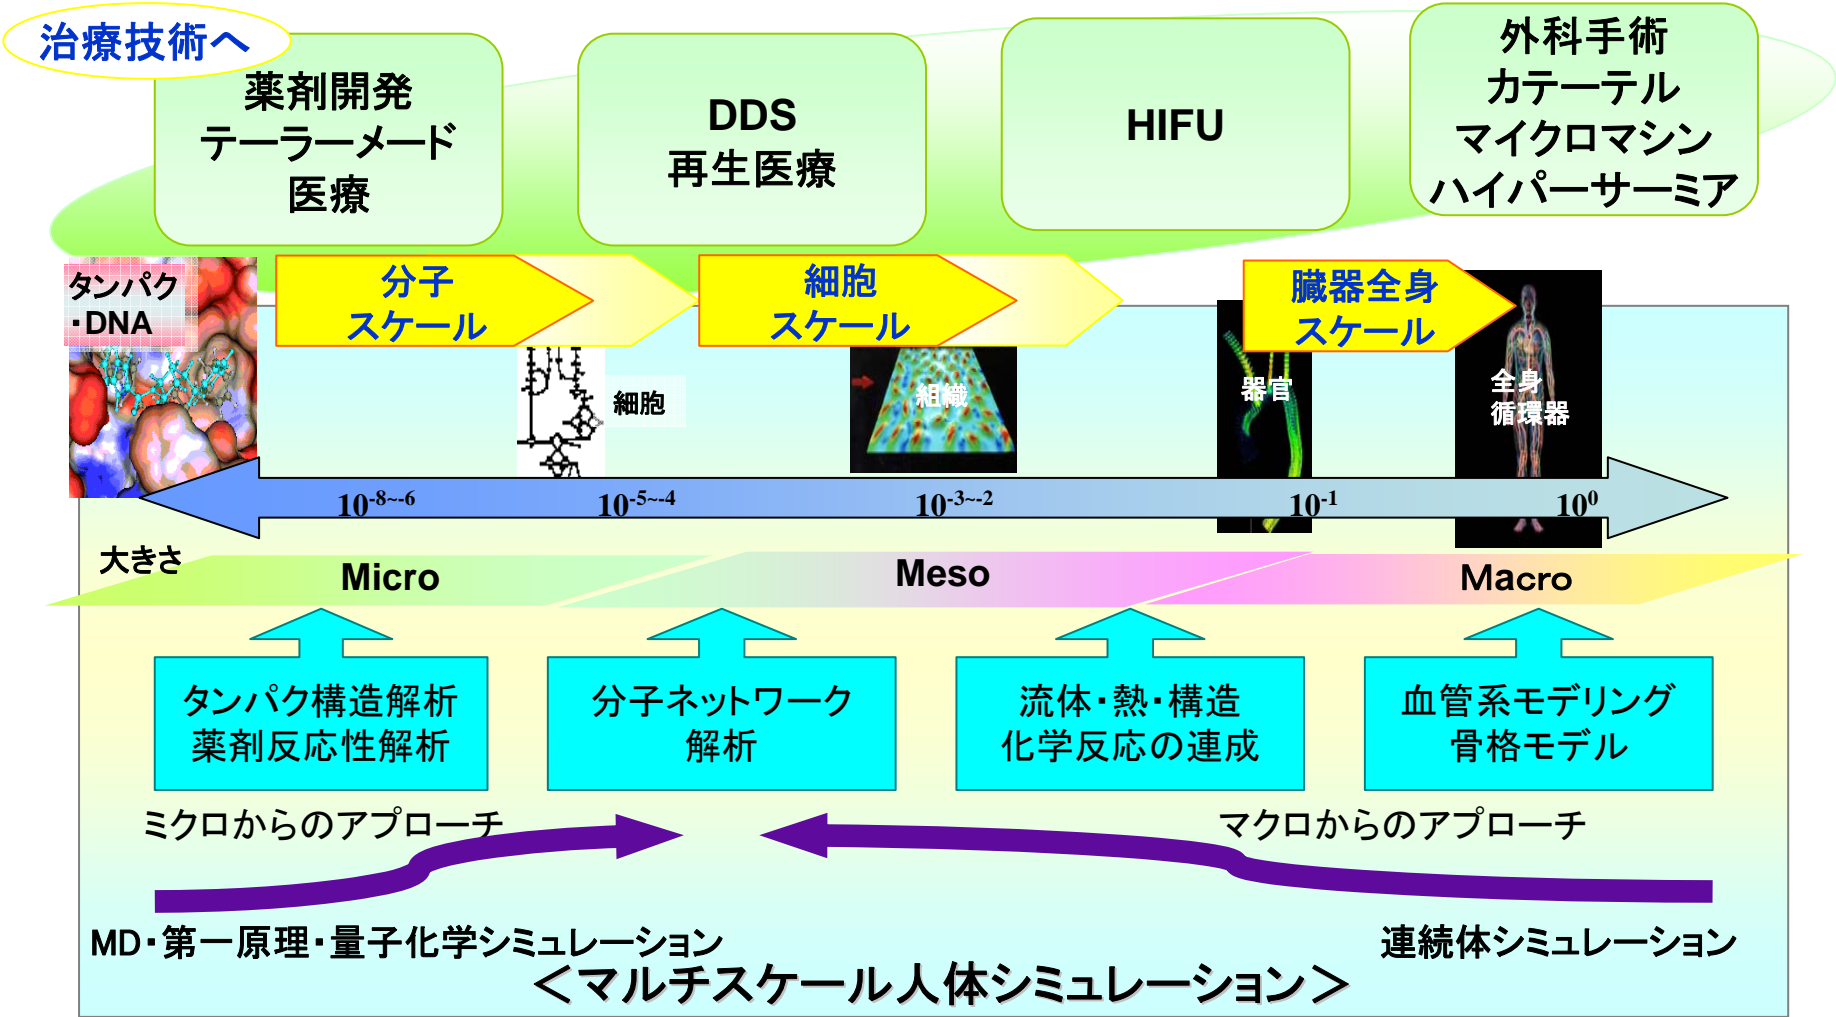 治療技術へ
薬剤開発
テーラーメード
医療
DDS
再生医療
HIFU
外科手術
カテーテル
マイクロマシン
ハイパーサーミア
タンパク
・DNA
分子
スケール
細胞
スケール
臓器全身
スケール
細胞
組織
器官
全身
循環器
10-8~-6
10-5~-4
10-3~-2
10-1
100
大きさ
Micro
Meso
Macro
タンパク構造解析
薬剤反応性解析
分子ネットワーク
解析
流体・熱・構造
化学反応の連成
血管系モデリング
骨格モデル
ミクロからのアプローチ
マクロからのアプローチ
MD・第一原理・量子化学シミュレーション
連続体シミュレーション
＜マルチスケール人体シミュレーション＞